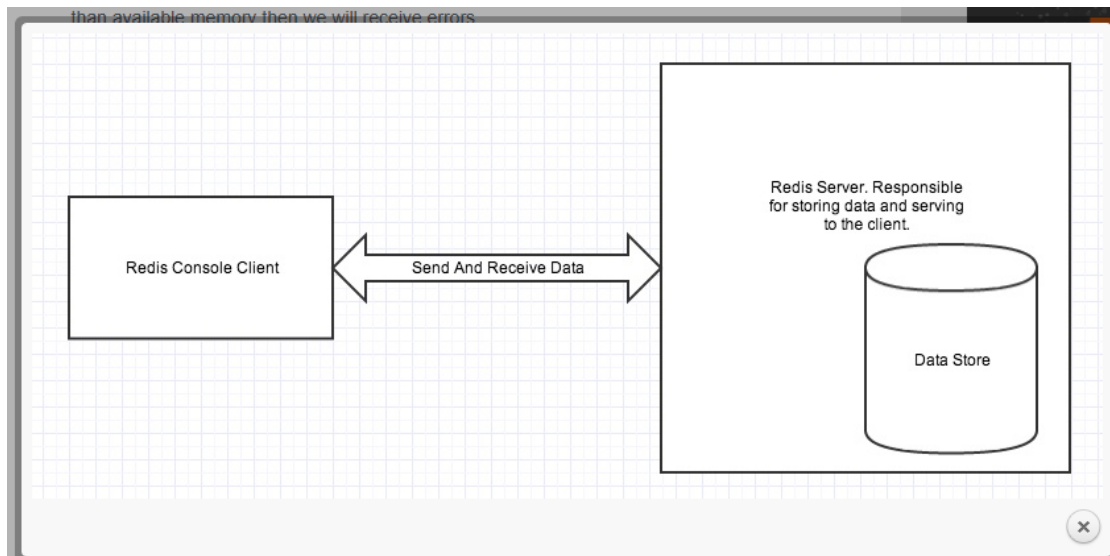 than available memory then we will receive errors
Redis Server. Responsible
for storing data and serving
to the client.
Redis Console Client
Send And Receive Data
Data Store